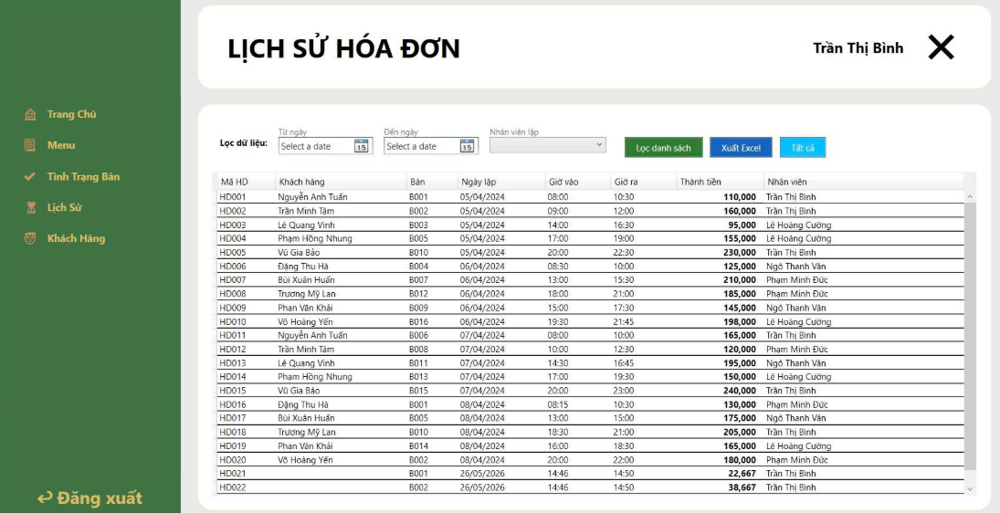 LỊCH SỬ HÓA ĐƠN
Trần Thị Bình
Trang Chủ
Menu
Tình Trạng Bàn
Lịch Sử
Khách Hàng
Đăng xuất
Lọc dữ liệu:
Từ ngày
Đến ngày
Nhân viên lập
Select a date 15
Select a date 15
Lọc danh sách
Xuất Excel
Tất cả
Mã HD Khách hàng Bàn Ngày lập Giờ vào Giờ ra Thành tiền Nhân viên
HD001 Nguyễn Anh Tuấn B001 05/04/2024 08:00 10:30 110,000 Trần Thị Bình
HD002 Trần Minh Tâm B002 05/04/2024 09:00 12:00 160,000 Trần Thị Bình
HD003 Lê Quang Vinh B003 05/04/2024 14:00 16:30 95,000 Lê Hoàng Cường
HD004 Phạm Hồng Nhung B005 05/04/2024 17:00 19:00 155,000 Lê Hoàng Cường
HD005 Vũ Gia Bảo B010 05/04/2024 20:00 22:30 230,000 Trần Thị Bình
HD006 Đặng Thu Hà B004 06/04/2024 08:30 10:00 125,000 Ngô Thanh Vân
HD007 Bùi Xuân Huấn B007 06/04/2024 13:00 15:30 210,000 Phạm Minh Đức
HD008 Trương Mỹ Lan B012 06/04/2024 18:00 21:00 185,000 Phạm Minh Đức
HD009 Phan Văn Khải B009 06/04/2024 15:00 17:30 145,000 Ngô Thanh Vân
HD010 Võ Hoàng Yến B016 06/04/2024 19:30 21:45 198,000 Lê Hoàng Cường
HD011 Nguyễn Anh Tuấn B006 07/04/2024 08:00 10:00 165,000 Trần Thị Bình
HD012 Trần Minh Tâm B008 07/04/2024 10:00 12:30 120,000 Phạm Minh Đức
HD013 Lê Quang Vinh B011 07/04/2024 14:30 16:45 195,000 Ngô Thanh Vân
HD014 Phạm Hồng Nhung B013 07/04/2024 17:00 19:30 150,000 Lê Hoàng Cường
HD015 Vũ Gia Bảo B015 07/04/2024 20:00 23:00 240,000 Trần Thị Bình
HD016 Đặng Thu Hà B001 08/04/2024 08:15 10:30 130,000 Phạm Minh Đức
HD017 Bùi Xuân Huấn B005 08/04/2024 13:00 15:00 175,000 Ngô Thanh Vân
HD018 Trương Mỹ Lan B010 08/04/2024 18:30 21:00 205,000 Trần Thị Bình
HD019 Phan Văn Khải B014 08/04/2024 16:00 18:30 165,000 Lê Hoàng Cường
HD020 Võ Hoàng Yến B002 08/04/2024 20:00 22:00 180,000 Phạm Minh Đức
HD021 B001 26/05/2026 14:46 14:50 22,667 Trần Thị Bình
HD022 B002 26/05/2026 14:46 14:50 38,667 Trần Thị Bình